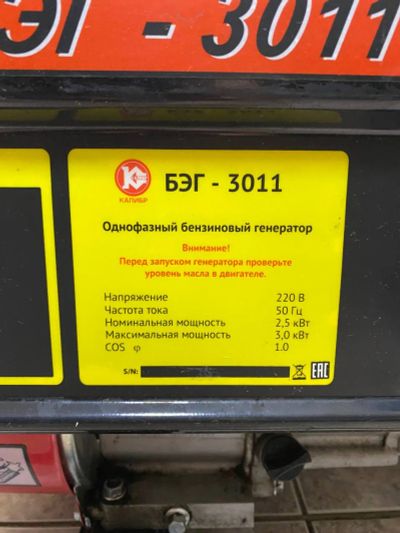 БЭГ - 3011
КАЛИБР
БЭГ - 3011
Однофазный бензиновый генератор
Внимание!
Перед запуском генератора проверьте
уровень масла в двигателе.
Напряжение 220 В
Частота тока 50 Гц
Номинальная мощность 2,5 кВт
Максимальная мощность 3,0 кВт
COS φ 1.0
S/N:
EAC